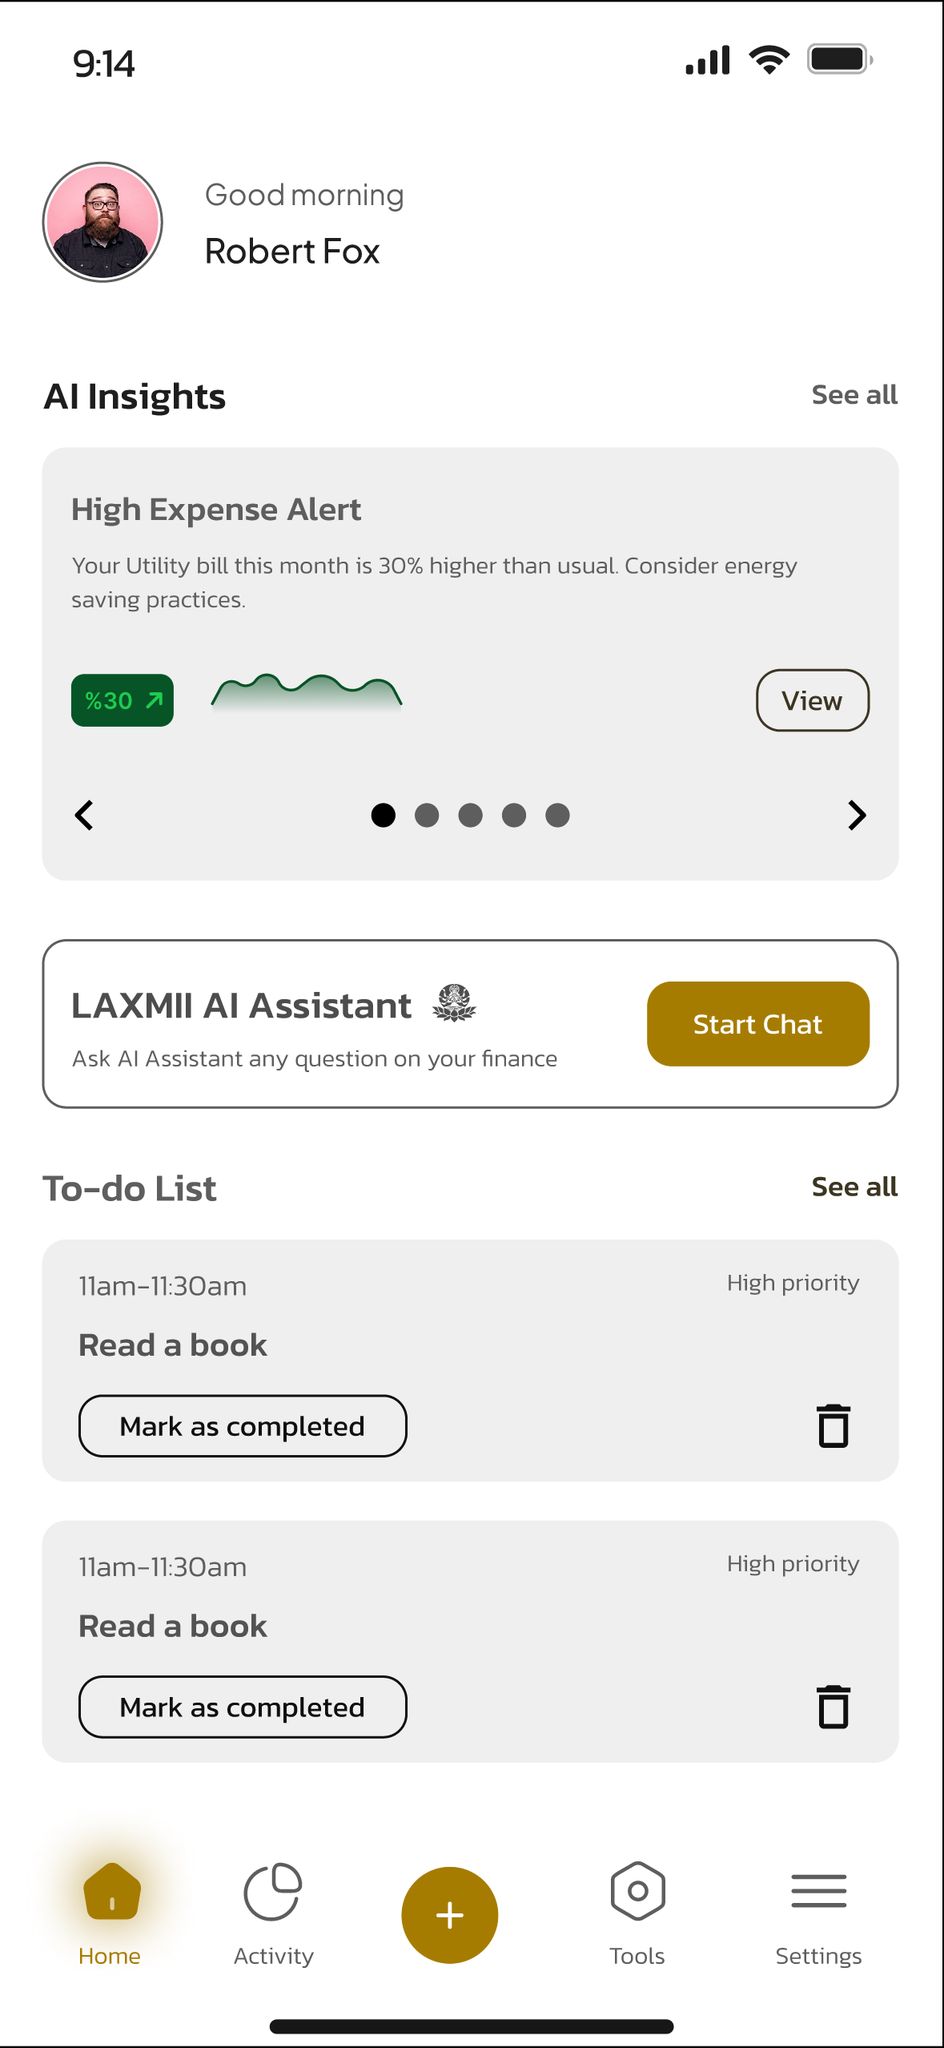 9:14
Good morning
Robert Fox
AI Insights
See all
High Expense Alert
Your Utility bill this month is 30% higher than usual. Consider energy
saving practices.
%30
View
LAXMII AI Assistant
Ask AI Assistant any question on your finance
Start Chat
To-do List
See all
11am-11:30am
High priority
Read a book
Mark as completed
11am-11:30am
High priority
Read a book
Mark as completed
Home
Activity
Tools
Settings